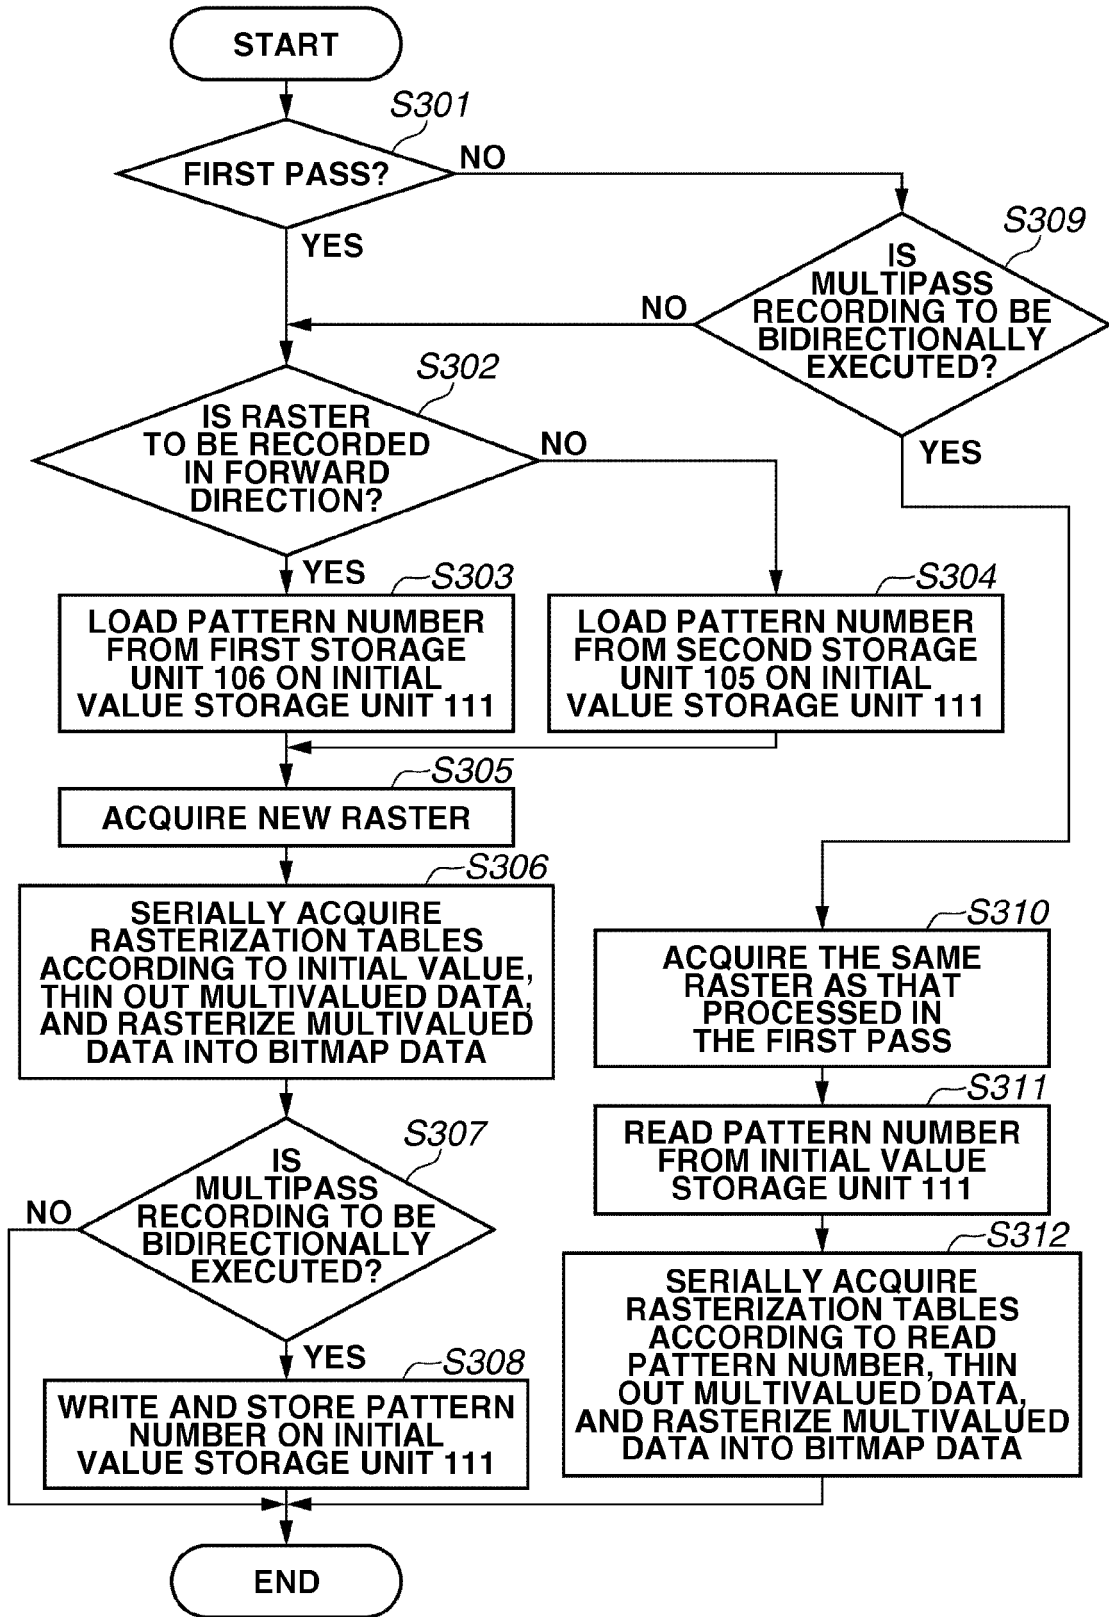 START
S301
FIRST PASS?
NO
YES
S309
IS
MULTIPASS
RECORDING TO BE
BIDIRECTIONALLY
EXECUTED?
NO
YES
S302
IS RASTER
TO BE RECORDED
IN FORWARD
DIRECTION?
NO
YES
S303
LOAD PATTERN NUMBER
FROM FIRST STORAGE
UNIT 106 ON INITIAL
VALUE STORAGE UNIT 111
S304
LOAD PATTERN NUMBER
FROM SECOND STORAGE
UNIT 105 ON INITIAL
VALUE STORAGE UNIT 111
S305
ACQUIRE NEW RASTER
S306
SERIALLY ACQUIRE
RASTERIZATION TABLES
ACCORDING TO INITIAL VALUE,
THIN OUT MULTIVALUED DATA,
AND RASTERIZE MULTIVALUED
DATA INTO BITMAP DATA
S307
IS
MULTIPASS
RECORDING TO BE
BIDIRECTIONALLY
EXECUTED?
NO
YES
S308
WRITE AND STORE PATTERN
NUMBER ON INITIAL
VALUE STORAGE UNIT 111
S310
ACQUIRE THE SAME
RASTER AS THAT
PROCESSED IN
THE FIRST PASS
S311
READ PATTERN NUMBER
FROM INITIAL VALUE
STORAGE UNIT 111
S312
SERIALLY ACQUIRE
RASTERIZATION TABLES
ACCORDING TO READ
PATTERN NUMBER, THIN
OUT MULTIVALUED DATA,
AND RASTERIZE MULTIVALUED
DATA INTO BITMAP DATA
END